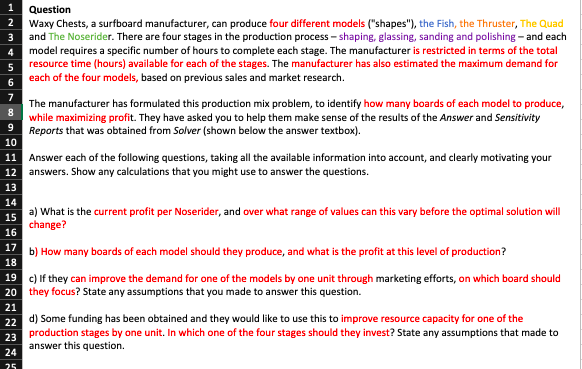 1 Question
2 Waxy Chests, a surfboard manufacturer, can produce four different models ("shapes"), the Fish, the Thruster, The Quad
3 and The Noserider. There are four stages in the production process – shaping, glassing, sanding and polishing – and each
4 model requires a specific number of hours to complete each stage. The manufacturer is restricted in terms of the total
5 resource time (hours) available for each of the stages. The manufacturer has also estimated the maximum demand for
6 each of the four models, based on previous sales and market research.
7
8 The manufacturer has formulated this production mix problem, to identify how many boards of each model to produce,
9 while maximizing profit. They have asked you to help them make sense of the results of the Answer and Sensitivity
10 Reports that was obtained from Solver (shown below the answer textbox).
11 Answer each of the following questions, taking all the available information into account, and clearly motivating your
12 answers. Show any calculations that you might use to answer the questions.
13
14
15 a) What is the current profit per Noserider, and over what range of values can this vary before the optimal solution will
16 change?
17 b) How many boards of each model should they produce, and what is the profit at this level of production?
18
19 c) If they can improve the demand for one of the models by one unit through marketing efforts, on which board should
20 they focus? State any assumptions that you made to answer this question.
21
22 d) Some funding has been obtained and they would like to use this to improve resource capacity for one of the
23 production stages by one unit. In which one of the four stages should they invest? State any assumptions that made to
24 answer this question.
25